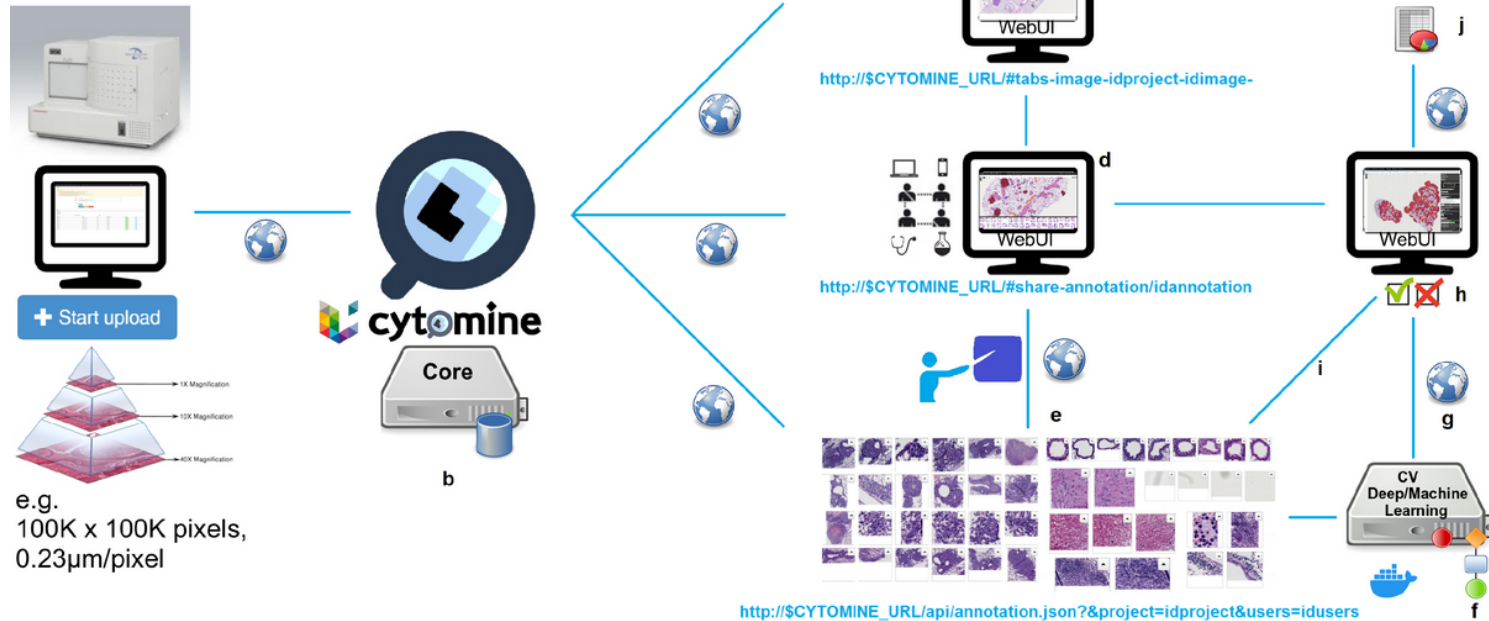 WebUI
j
http://$CYTOMINE_URL/#tabs-image-idproject-idimage-
d
WebUI
WebUI
http://$CYTOMINE_URL/#share-annotation/idannotation
h
+ Start upload
cytomine
Core
1X Magnification
10X Magnification
40X Magnification
i
g
e
b
CV
Deep/Machine
Learning
e.g.
100K x 100K pixels,
0.23µm/pixel
f
http://$CYTOMINE_URL/api/annotation.json?&project=idproject&users=idusers